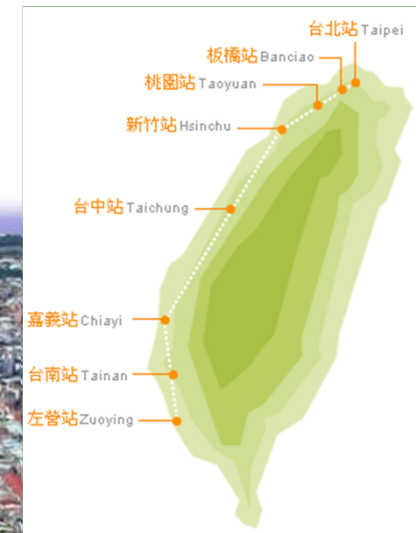 台北站 Taipei
板橋站 Banciao
桃園站 Taoyuan
新竹站 Hsinchu
台中站 Taichung
嘉義站 Chiayi
台南站 Tainan
左營站 Zuoying